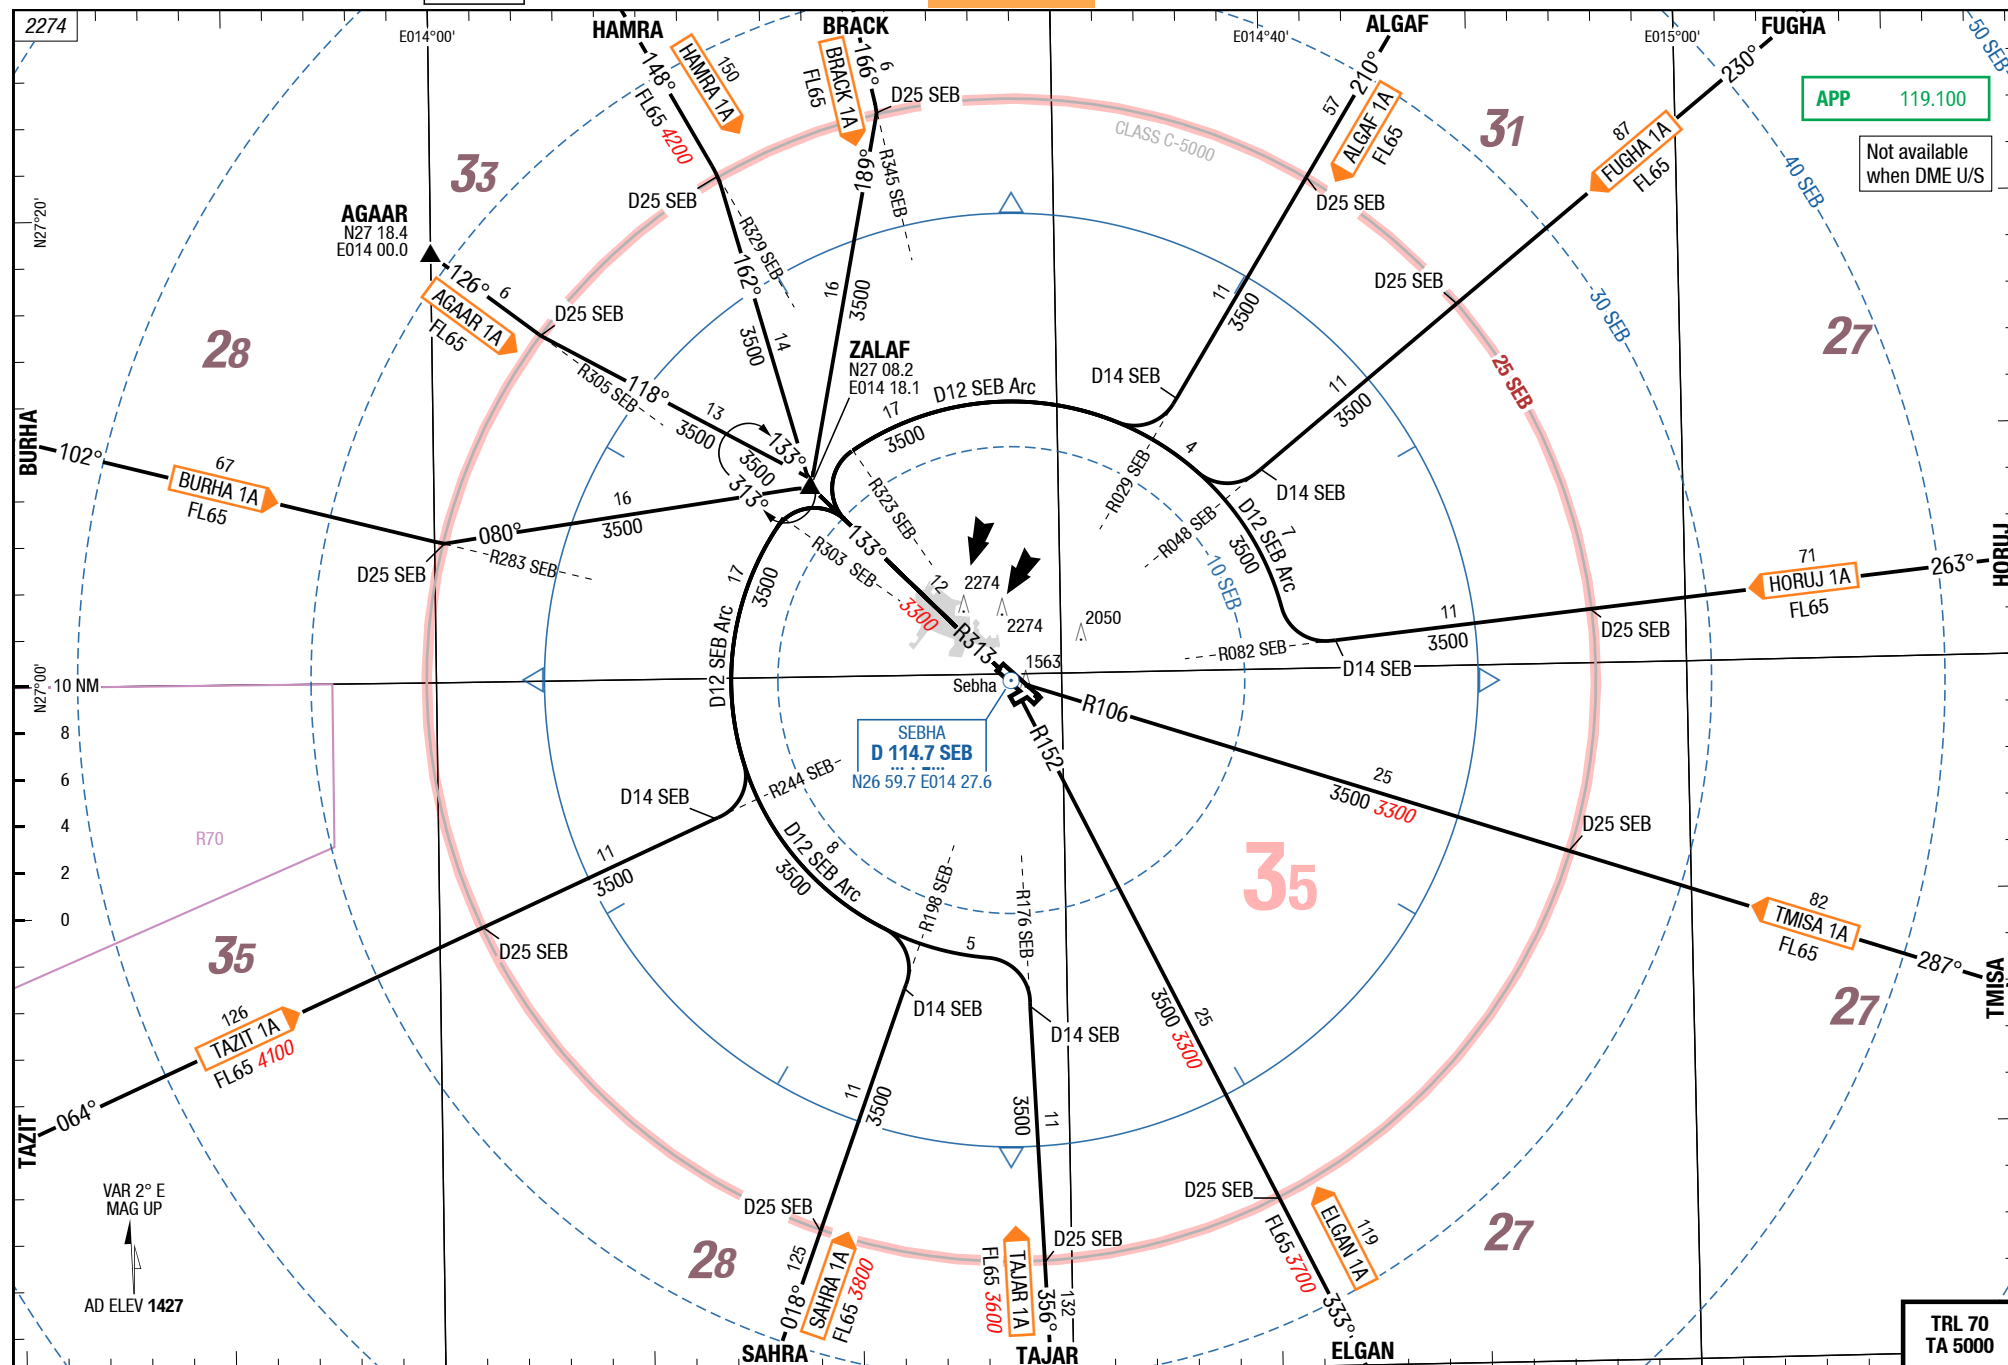 2274
E014°00'
HAMRA
BRACK
E014°40'
ALGAF
E015°00'
FUGHA
50 SEB
148°
HAMRA 1A
150
FL65 4200
166°
6
BRACK 1A
FL65
D25 SEB
CLASS C-5000
210°
57
ALGAF 1A
FL65
31
230°
87
FUGHA 1A
FL65
APP 119.100
Not available
when DME U/S
40 SEB
33
D25 SEB
189°
R345 SEB
D25 SEB
N27°20'
AGAAR
N27 18.4
E014 00.0
126°
6
AGAAR 1A
FL65
D25 SEB
R329 SEB
162°
14
3500
16
3500
11
3500
D25 SEB
30 SEB
27
28
R305 SEB
118°
13
3500
ZALAF
N27 08.2
E014 18.1
D12 SEB Arc
17
3500
D14 SEB
11
3500
25 SEB
BURHA
102°
67
BURHA 1A
FL65
133°
3500
313°
4
R029 SEB
D14 SEB
16
3500
080°
R283 SEB
D25 SEB
R323 SEB
R303 SEB
133°
12
3300
R313
R048 SEB
D12 SEB Arc
7
3500
10 SEB
2274
2274
2050
1563
HORUJ
263°
71
HORUJ 1A
FL65
11
3500
D25 SEB
R082 SEB
D14 SEB
17
3500
D12 SEB Arc
N27°00'
10 NM
8
6
4
2
0
Sebha
SEBHA
D 114.7 SEB
N26 59.7 E014 27.6
R106
R152
R70
D14 SEB
R244 SEB
25
3500 3300
D25 SEB
11
3500
D12 SEB Arc
8
3500
35
82
TMISA 1A
FL65
287°
TMISA
27
35
D25 SEB
R198 SEB
5
R176 SEB
D14 SEB
D14 SEB
25
3500 3300
126
TAZIT 1A
FL65 4100
064°
TAZIT
11
3500
3500
11
VAR 2° E
MAG UP
AD ELEV 1427
28
D25 SEB
125
018°
SAHRA 1A
FL65 3800
SAHRA
FL65 3600
TAJAR 1A
D25 SEB
356°
132
TAJAR
D25 SEB
FL65 3700
ELGAN 1A
119
333°
ELGAN
27
TRL 70
TA 5000